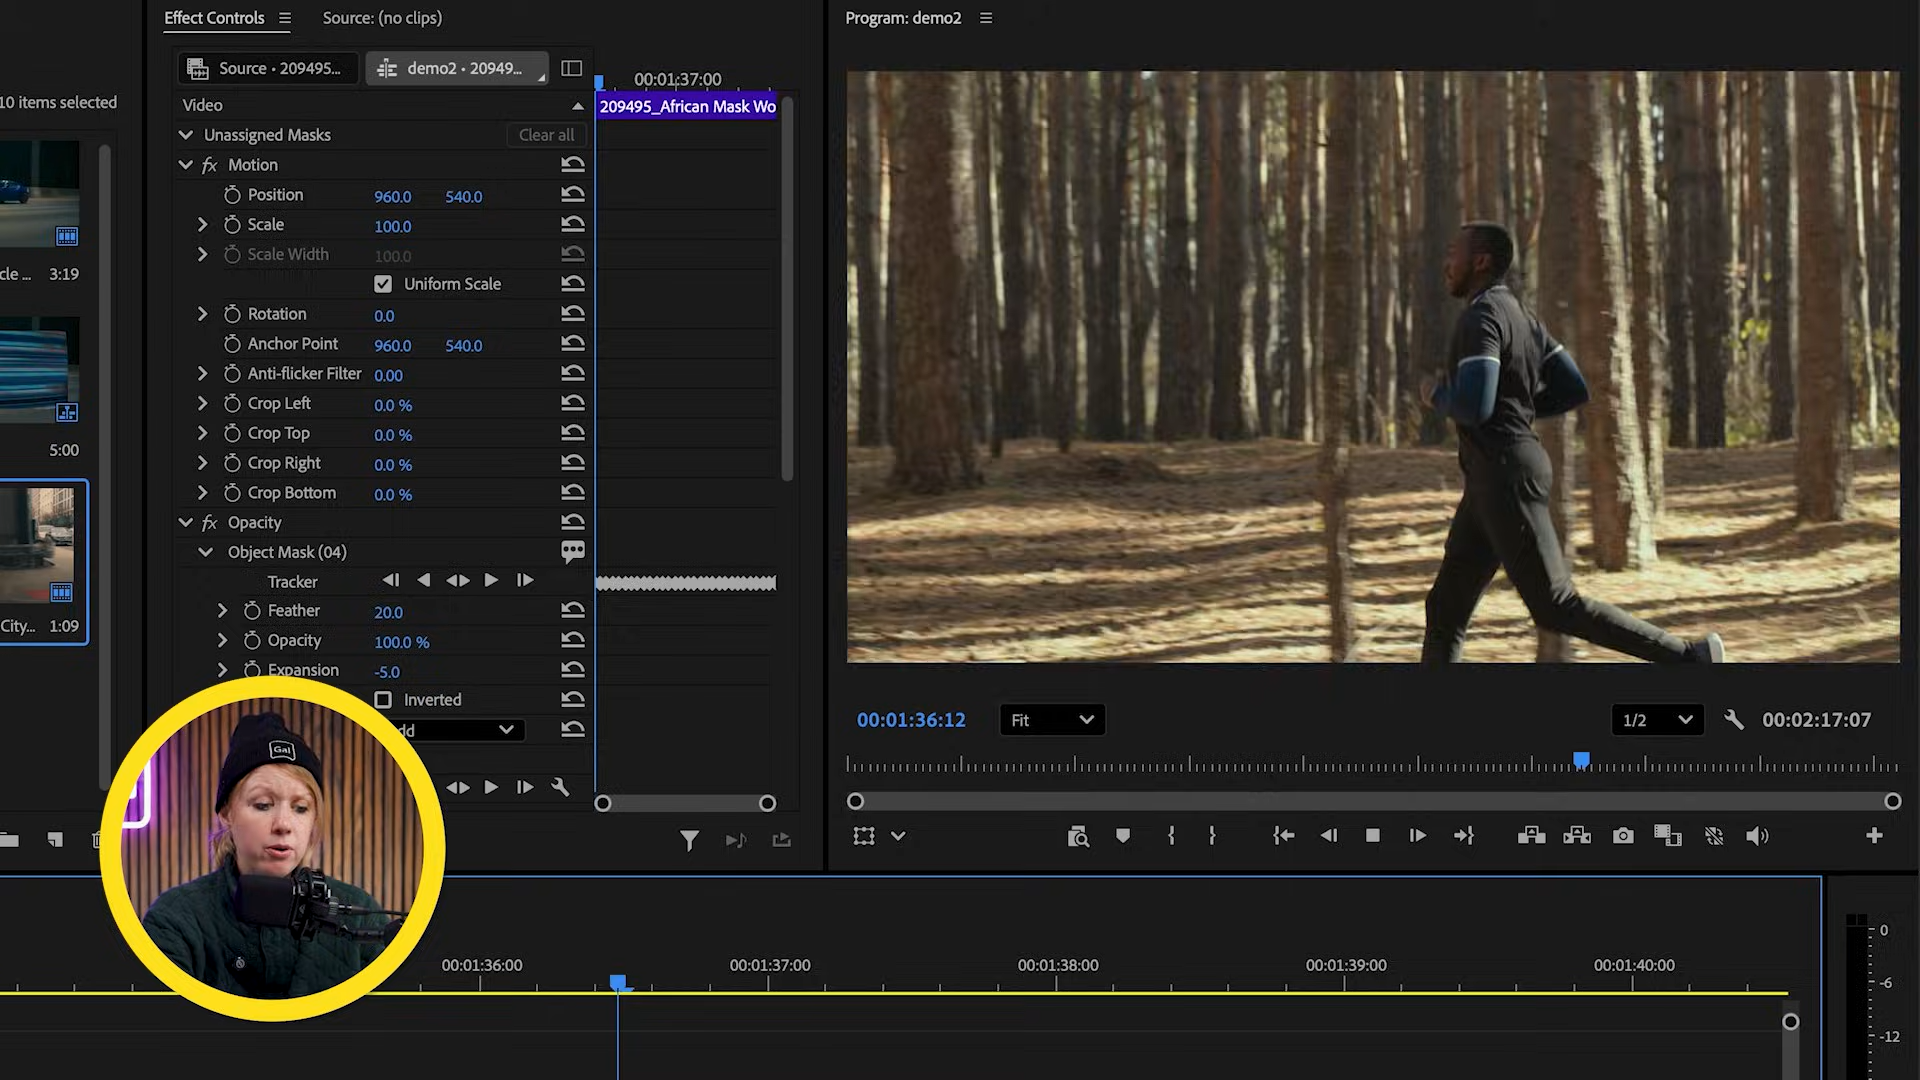 Effect Controls
Source: (no clips)
Program: demo2
Source • 209495...
demo2 • 20949...
00:01:37:00
10 items selected
Video
209495_African Mask Wo
Unassigned Masks
Clear all
fx Motion
Position 960.0 540.0
Scale 100.0
Scale Width 100.0
Uniform Scale
cle ... 3:19
Rotation 0.0
Anchor Point 960.0 540.0
Anti-flicker Filter 0.00
Crop Left 0.0 %
Crop Top 0.0 %
5:00
Crop Right 0.0 %
Crop Bottom 0.0 %
fx Opacity
Object Mask (04)
Tracker
Feather 20.0
City... 1:09
Opacity 100.0 %
Expansion -5.0
Inverted
dd
00:01:36:12
Fit
1/2
00:02:17:07
Gal
00:01:36:00
00:01:37:00
00:01:38:00
00:01:39:00
00:01:40:00
0
-6
-12